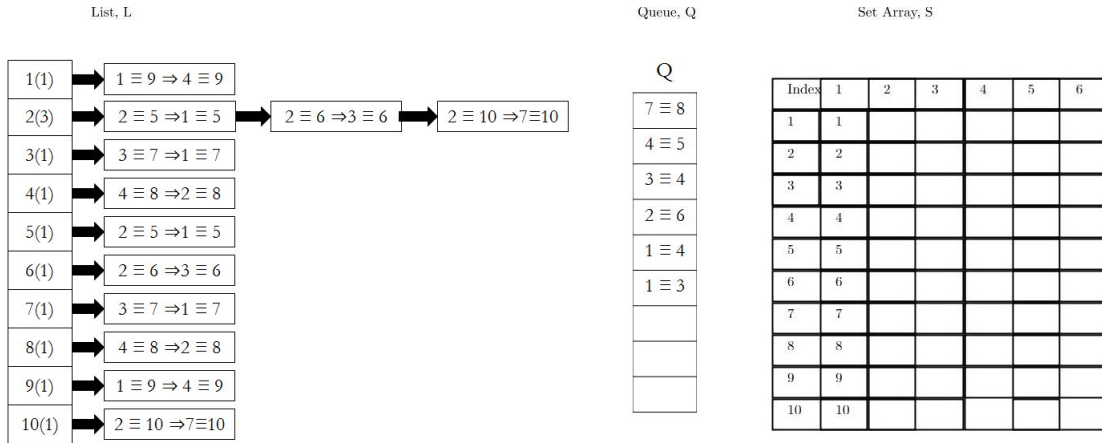 List, L
Queue, Q
Set Array, S
1(1) 1 ≡ 9 ⇒ 4 ≡ 9
2(3) 2 ≡ 5 ⇒1 ≡ 5 2 ≡ 6 ⇒3 ≡ 6 2 ≡ 10 ⇒7≡10
3(1) 3 ≡ 7 ⇒1 ≡ 7
4(1) 4 ≡ 8 ⇒2 ≡ 8
5(1) 2 ≡ 5 ⇒1 ≡ 5
6(1) 2 ≡ 6 ⇒3 ≡ 6
7(1) 3 ≡ 7 ⇒1 ≡ 7
8(1) 4 ≡ 8 ⇒2 ≡ 8
9(1) 1 ≡ 9 ⇒ 4 ≡ 9
10(1) 2 ≡ 10 ⇒7≡10
Q
7 ≡ 8
4 ≡ 5
3 ≡ 4
2 ≡ 6
1 ≡ 4
1 ≡ 3
Index 1 2 3 4 5 6
1 1
2 2
3 3
4 4
5 5
6 6
7 7
8 8
9 9
10 10